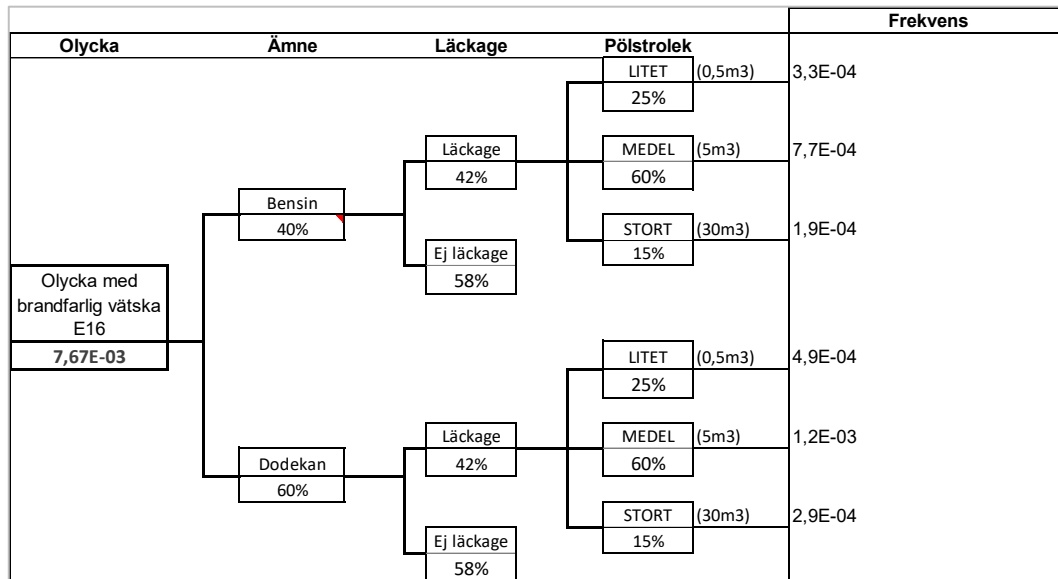 Frekvens
Olycka Ämne Läckage Pölstrolek
LITET (0,5m3) 3,3E-04
25%
Läckage MEDEL (5m3) 7,7E-04
42% 60%
Bensin
40%
STORT (30m3) 1,9E-04
15%
Ej läckage
58%
Olycka med
brandfarlig vätska
E16
7,67E-03
LITET (0,5m3) 4,9E-04
25%
Läckage MEDEL (5m3) 1,2E-03
42% 60%
Dodekan
60%
STORT (30m3) 2,9E-04
15%
Ej läckage
58%